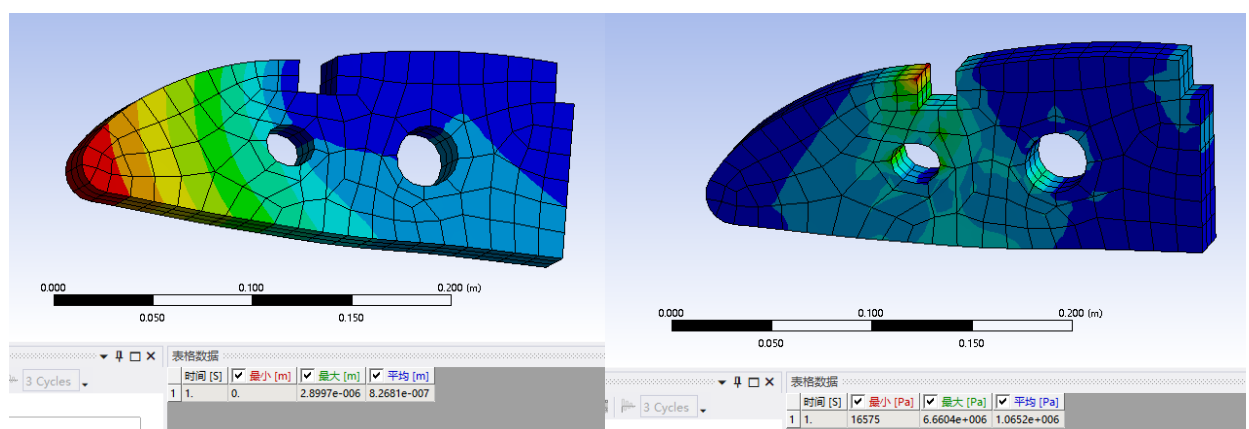 0.000 0.100 0.200 (m)
0.050 0.150
0.000 0.100 0.200 (m)
0.050 0.150
3 Cycles
表格数据
时间 [S] 最小 [m] 最大 [m] 平均 [m]
1 1. 0. 2.8997e-006 8.2681e-007
3 Cycles
表格数据
时间 [S] 最小 [Pa] 最大 [Pa] 平均 [Pa]
1 1. 16575 6.6604e+006 1.0652e+006